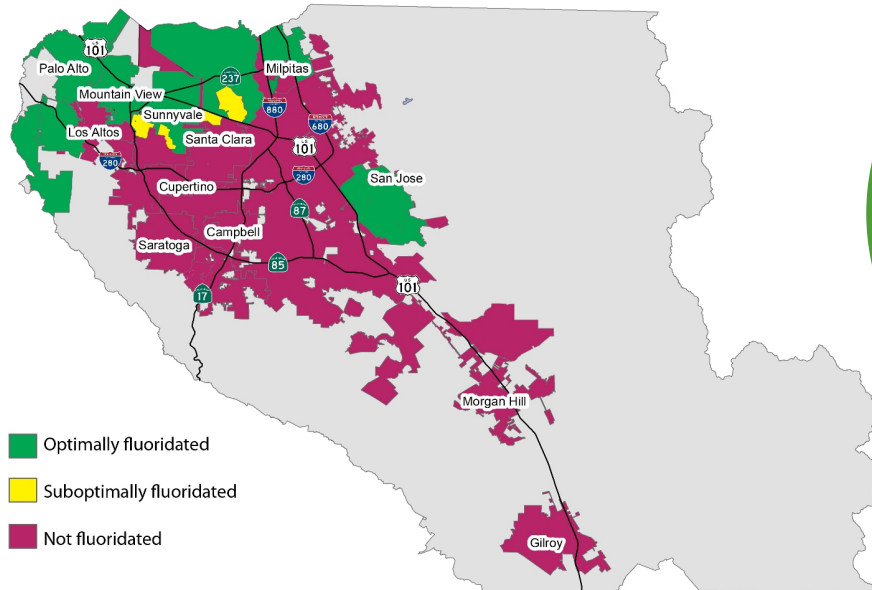 101
Palo Alto
237
Milpitas
Mountain View
880
Sunnyvale
680
Los Altos
Santa Clara
101
280
280
San Jose
Cupertino
87
Campbell
Saratoga
85
101
17
Morgan Hill
Optimally fluoridated
Suboptimally fluoridated
Not fluoridated
Gilroy